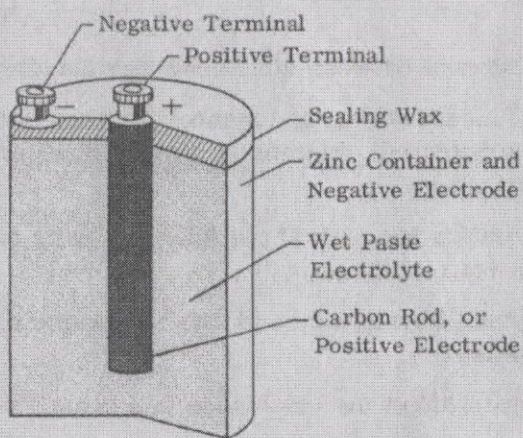 Negative Terminal
Positive Terminal
− +
Sealing Wax
Zinc Container and
Negative Electrode
Wet Paste
Electrolyte
Carbon Rod, or
Positive Electrode